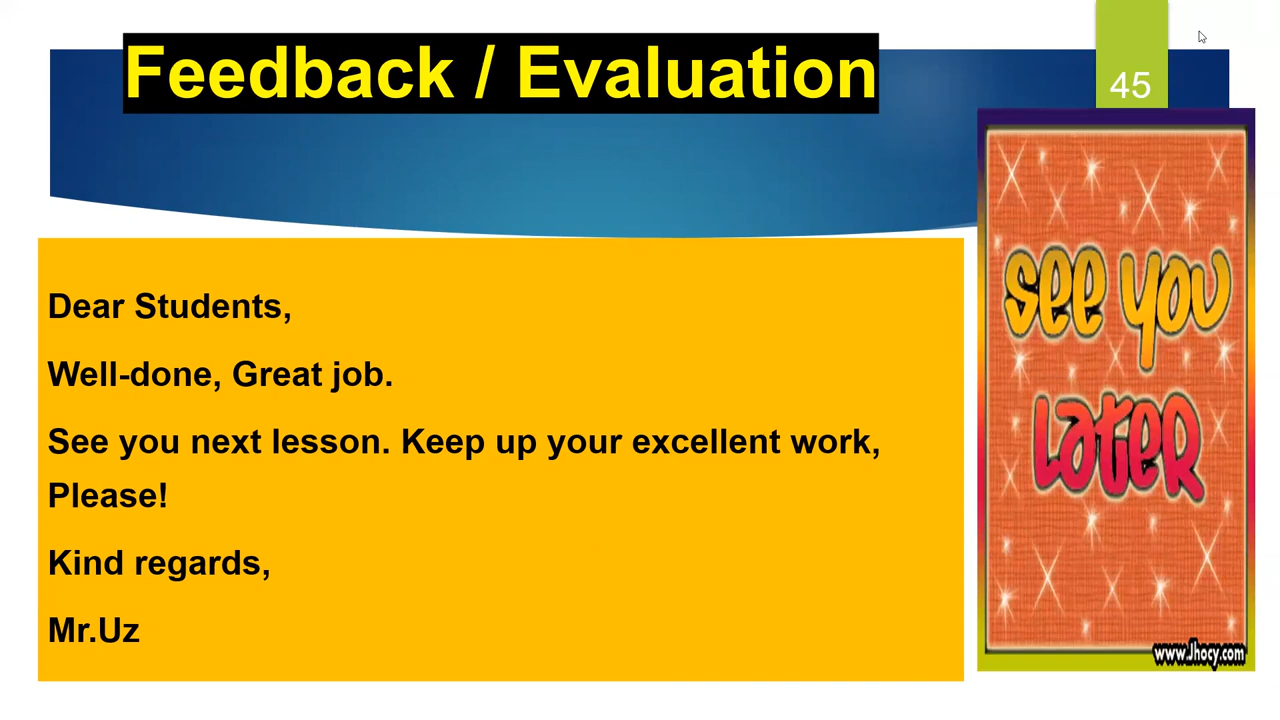 Feedback / Evaluation
45
Dear Students,
Well-done, Great job.
See you next lesson. Keep up your excellent work,
Please!
Kind regards,
Mr.Uz
See you
Later
www.Jhocy.com